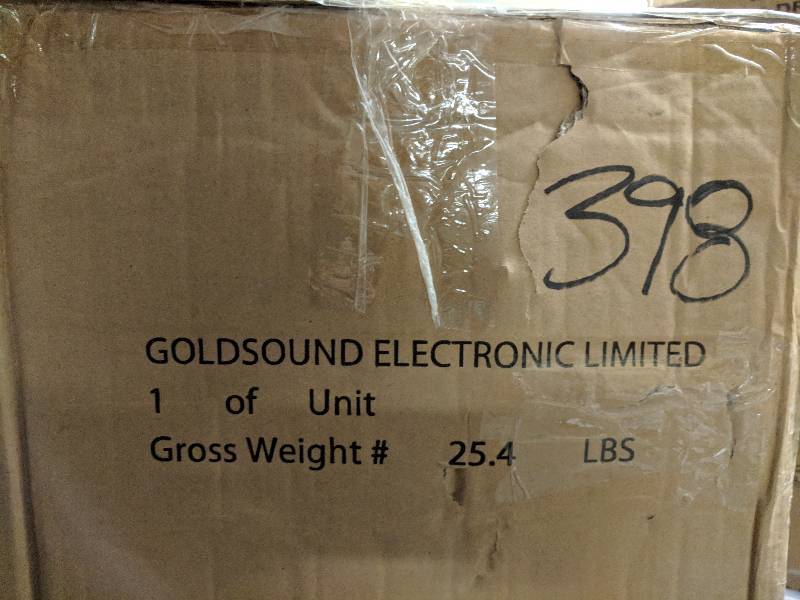 398
GOLDSOUND ELECTRONIC LIMITED
1 of Unit
Gross Weight # 25.4 LBS